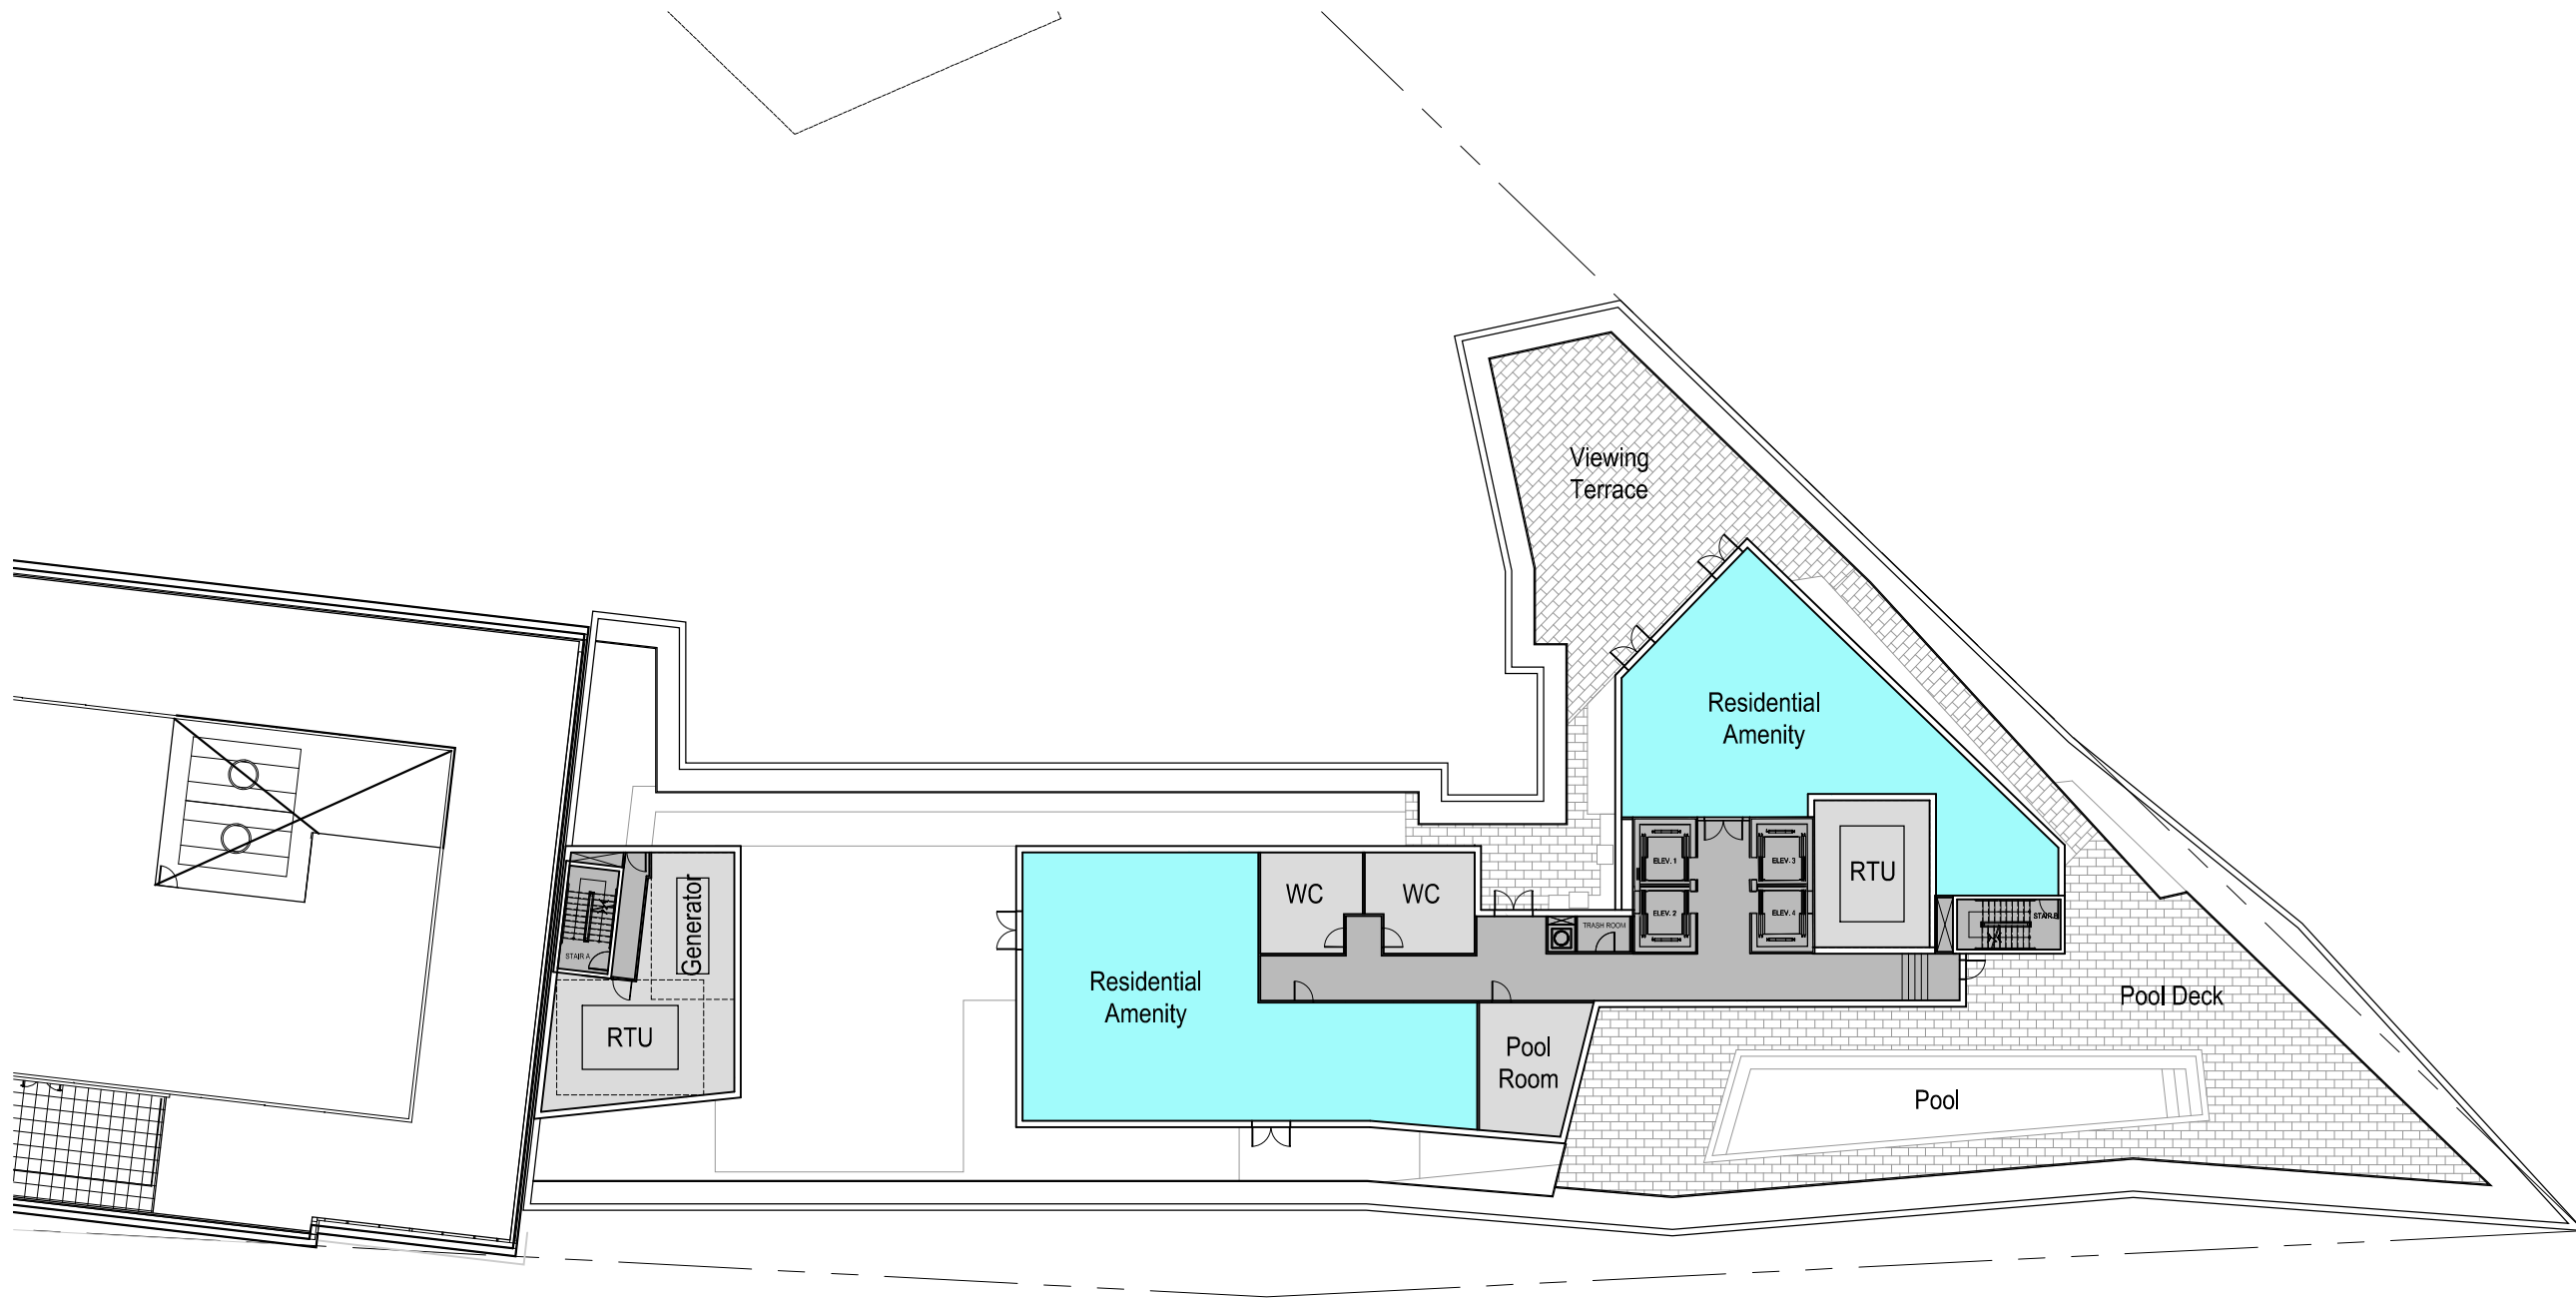 Viewing
Terrace
Residential
Amenity
ELEV. 1
ELEV. 3
RTU
WC
WC
Generator
ELEV. 2
ELEV. 4
STAIR B
TRASH ROOM
STAIR A
Residential
Amenity
Pool Deck
RTU
Pool
Room
Pool